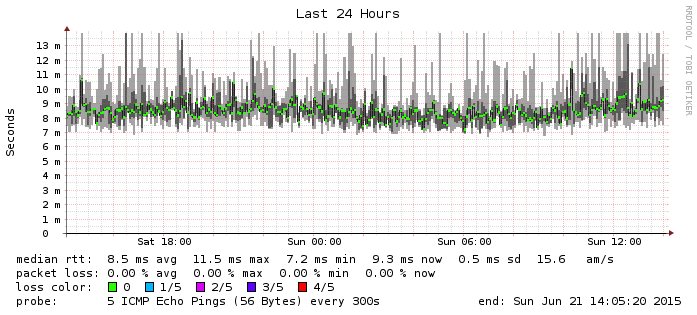 Last 24 Hours
RRDTOOL / TOBI OETIKER
Seconds
13 m
12 m
11 m
10 m
9 m
8 m
7 m
6 m
5 m
4 m
3 m
2 m
1 m
0
Sat 18:00 Sun 00:00 Sun 06:00 Sun 12:00
median rtt: 8.5 ms avg 11.5 ms max 7.2 ms min 9.3 ms now 0.5 ms sd 15.6 am/s
packet loss: 0.00 % avg 0.00 % max 0.00 % min 0.00 % now
loss color: 0 1/5 2/5 3/5 4/5
probe: 5 ICMP Echo Pings (56 Bytes) every 300s end: Sun Jun 21 14:05:20 2015